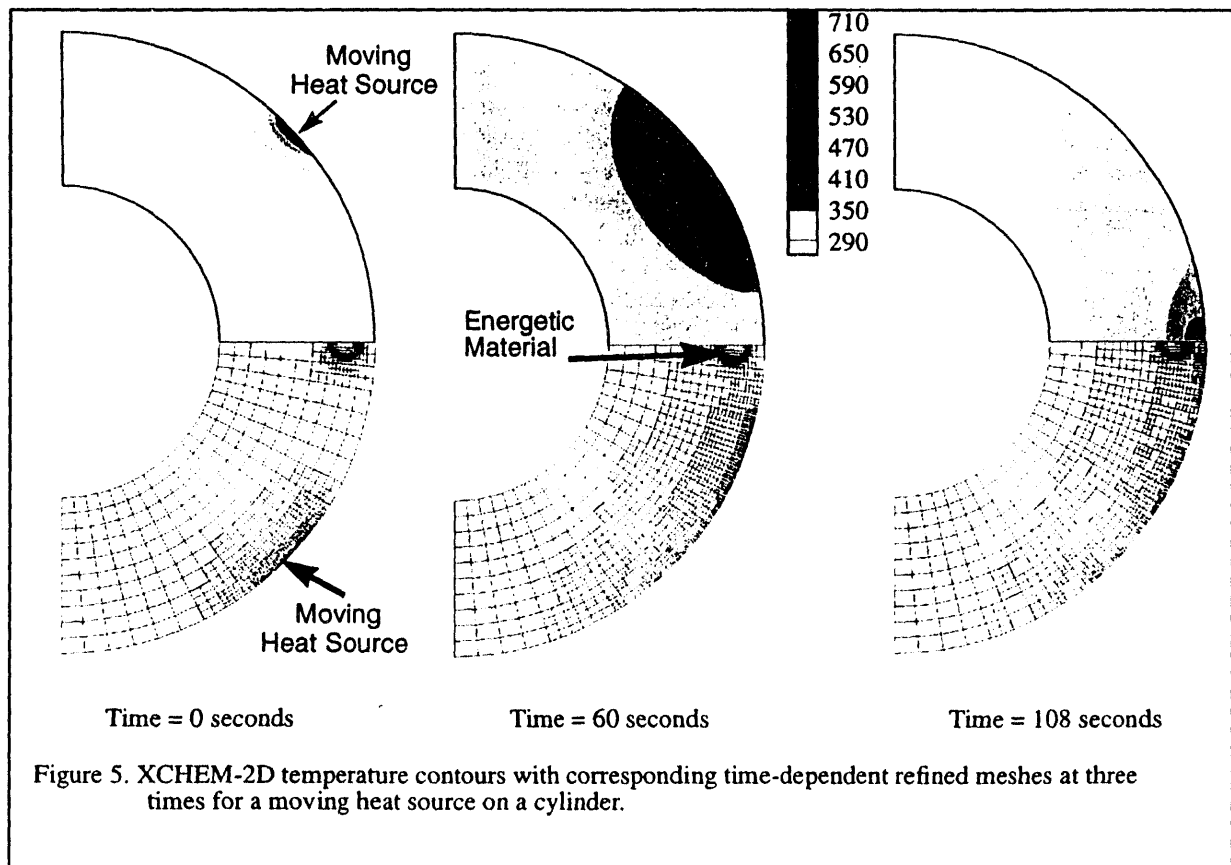 Moving
Heat Source
710
650
590
530
470
410
350
290
Energetic
Material
Moving
Heat Source
Time = 0 seconds
Time = 60 seconds
Time = 108 seconds
Figure 5. XCHEM-2D temperature contours with corresponding time-dependent refined meshes at three
times for a moving heat source on a cylinder.